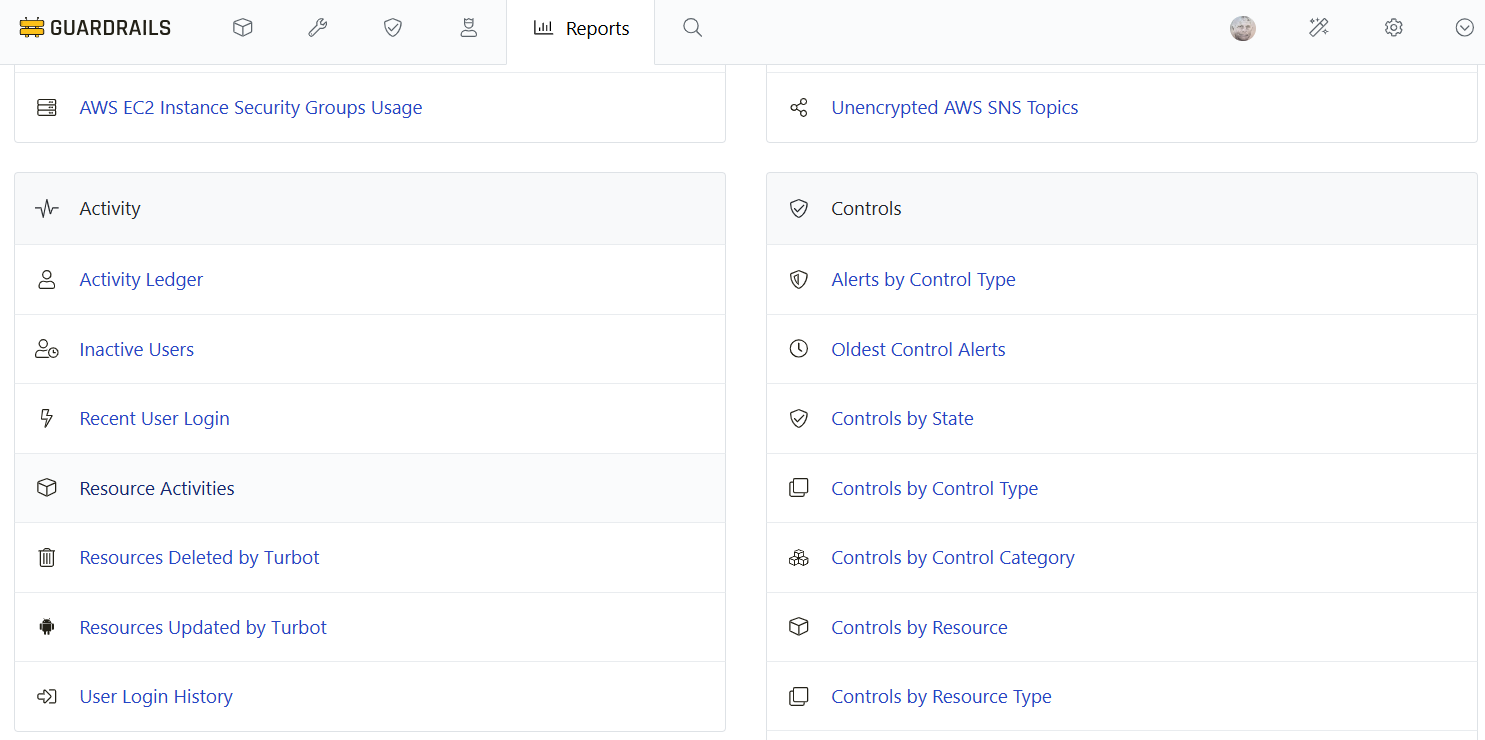 GUARDRAILS
Reports
AWS EC2 Instance Security Groups Usage
Unencrypted AWS SNS Topics
Activity
Activity Ledger
Inactive Users
Recent User Login
Resource Activities
Resources Deleted by Turbot
Resources Updated by Turbot
User Login History
Controls
Alerts by Control Type
Oldest Control Alerts
Controls by State
Controls by Control Type
Controls by Control Category
Controls by Resource
Controls by Resource Type